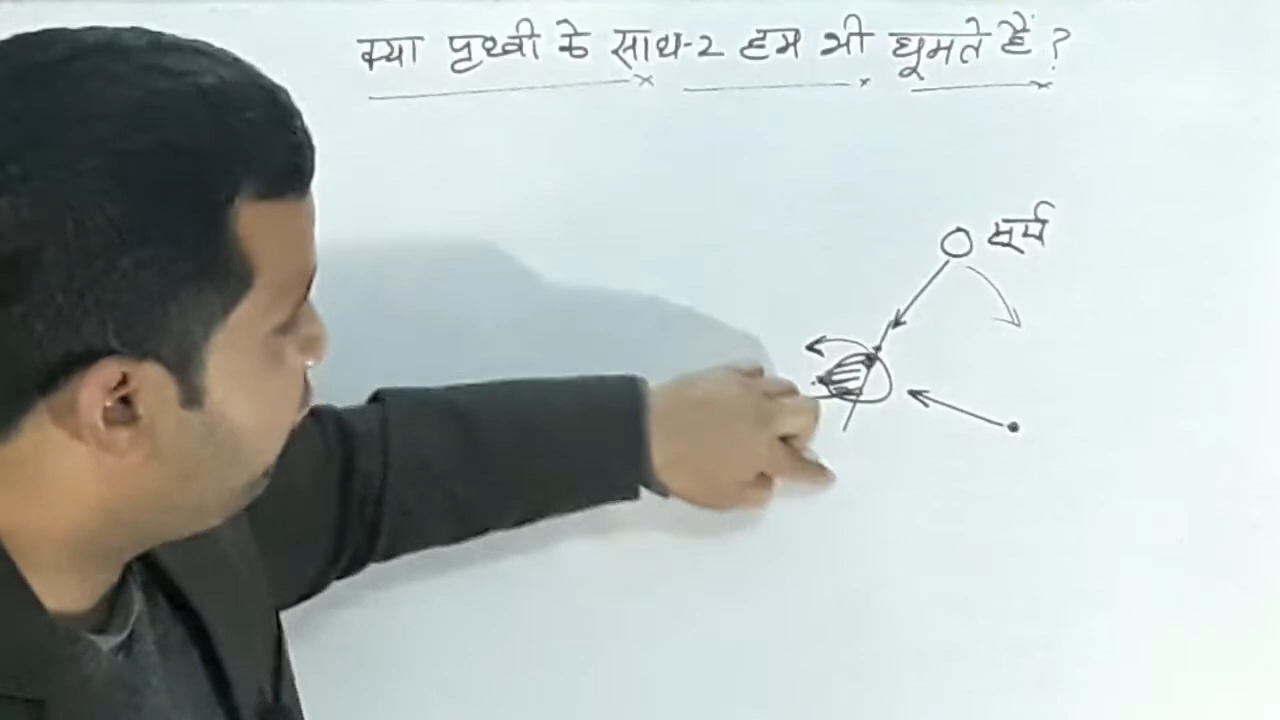 क्या पृथ्वी के साथ-2 हम भी घूमते हैं ?
सूर्य